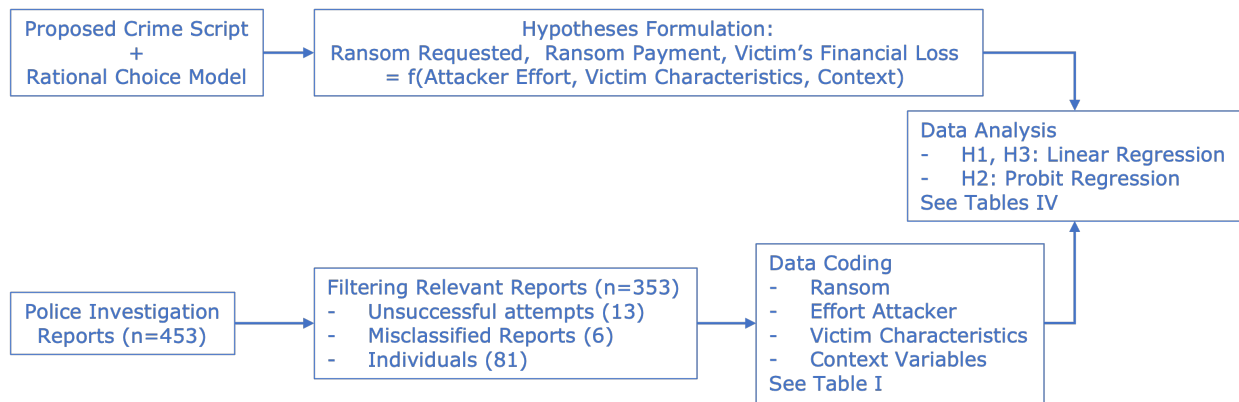 Proposed Crime Script
+
Rational Choice Model
Hypotheses Formulation:
Ransom Requested,  Ransom Payment, Victim’s Financial Loss
= f(Attacker Effort, Victim Characteristics, Context)
Data Analysis
- H1, H3: Linear Regression
- H2: Probit Regression
See Tables IV
Police Investigation
Reports (n=453)
Filtering Relevant Reports (n=353)
- Unsuccessful attempts (13)
- Misclassified Reports (6)
- Individuals (81)
Data Coding
- Ransom
- Effort Attacker
- Victim Characteristics
- Context Variables
See Table I